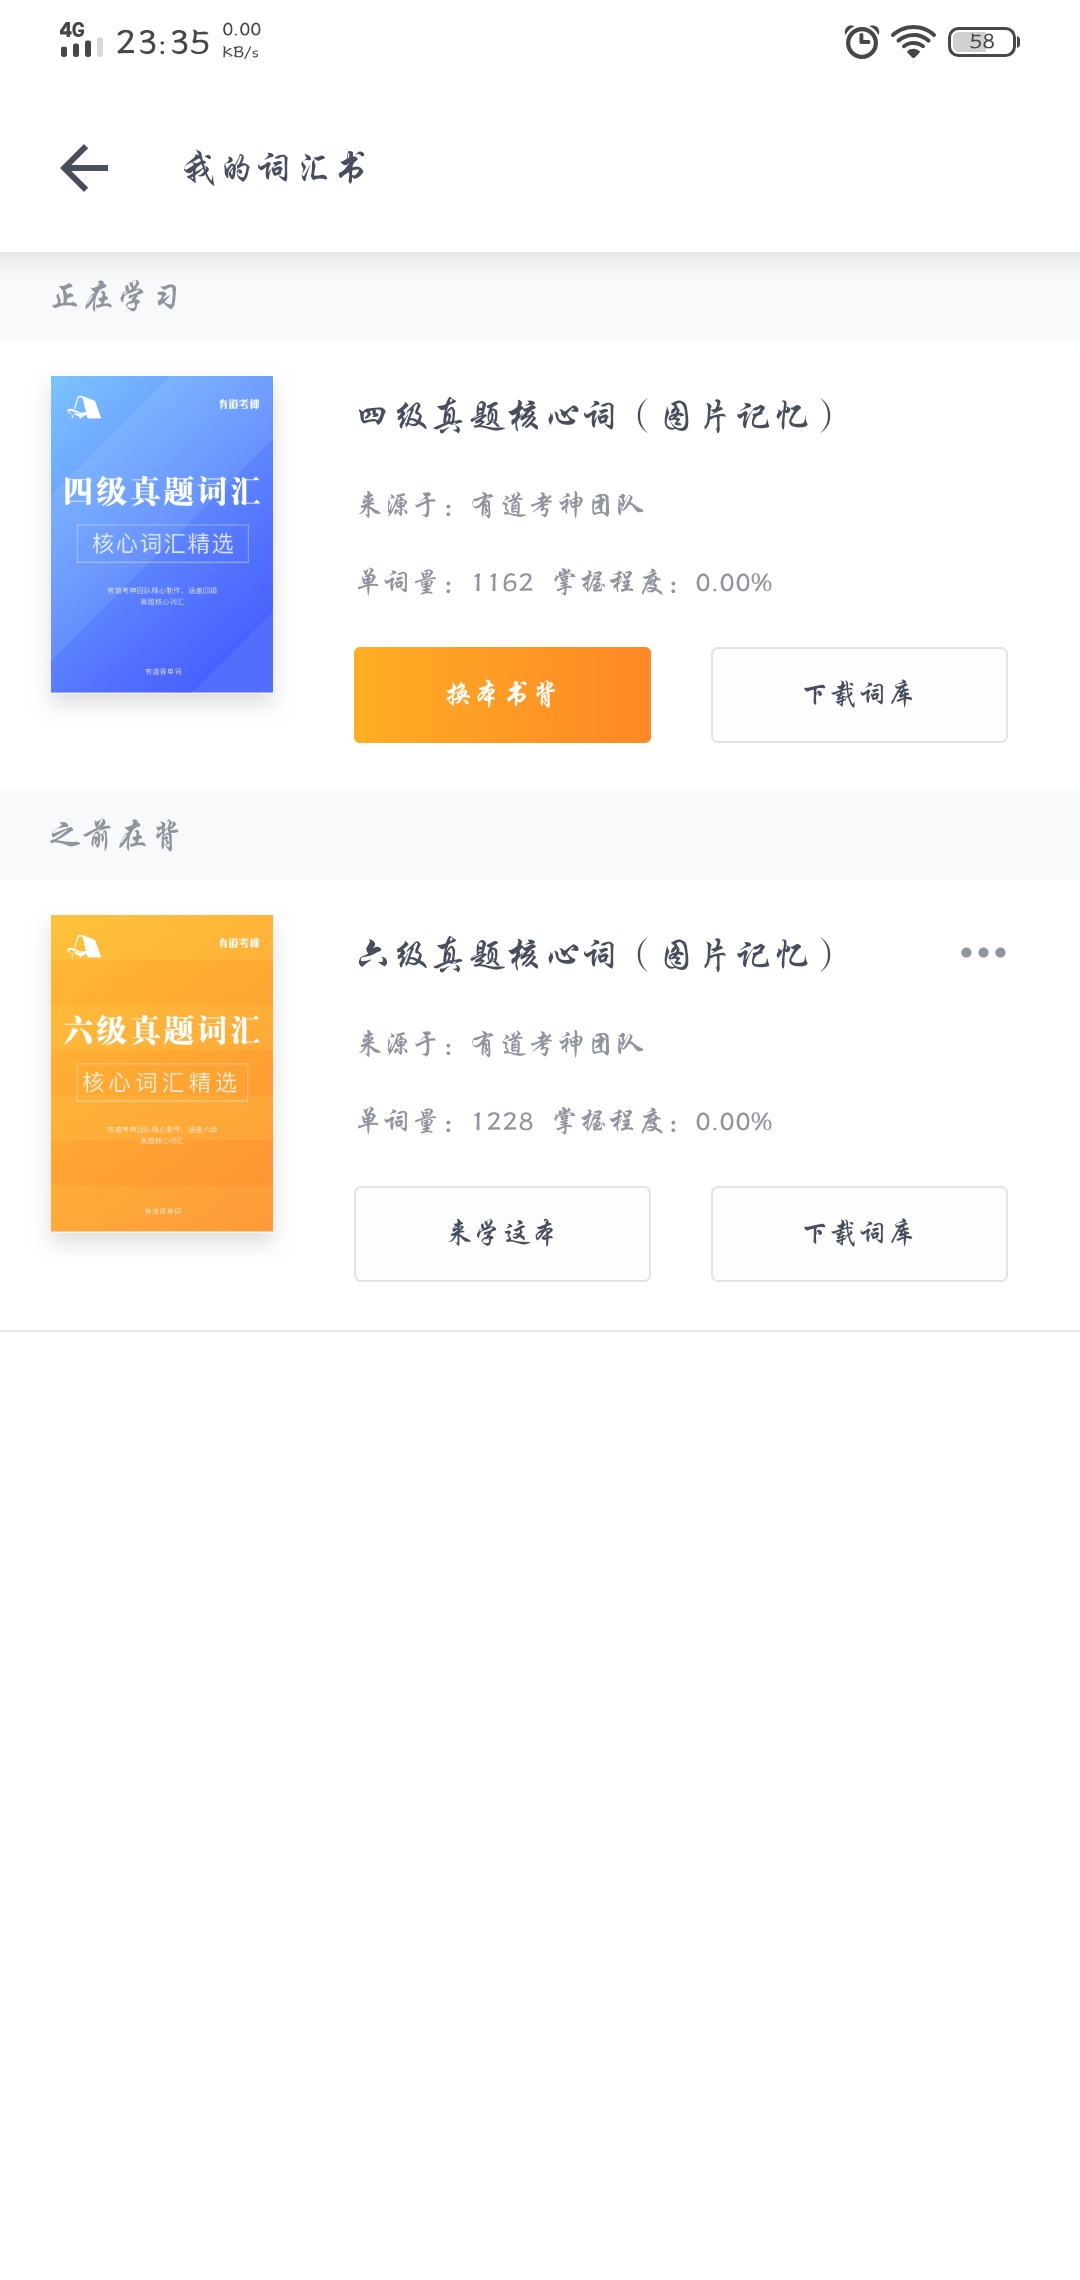 4G 23:35 0.00 KB/s 58
我的词汇书
正在学习
有道考神
四级真题词汇
核心词汇精选
有道考神团队精心制作,涵盖四级
真题核心词汇
有道背单词
四级真题核心词（图片记忆）
来源于：有道考神团队
单词量：1162 掌握程度：0.00%
换本书背 下载词库
之前在背
有道考神
六级真题词汇
核心词汇精选
有道考神团队精心制作,涵盖六级
真题核心词汇
有道背单词
六级真题核心词（图片记忆）
来源于：有道考神团队
单词量：1228 掌握程度：0.00%
来学这本 下载词库